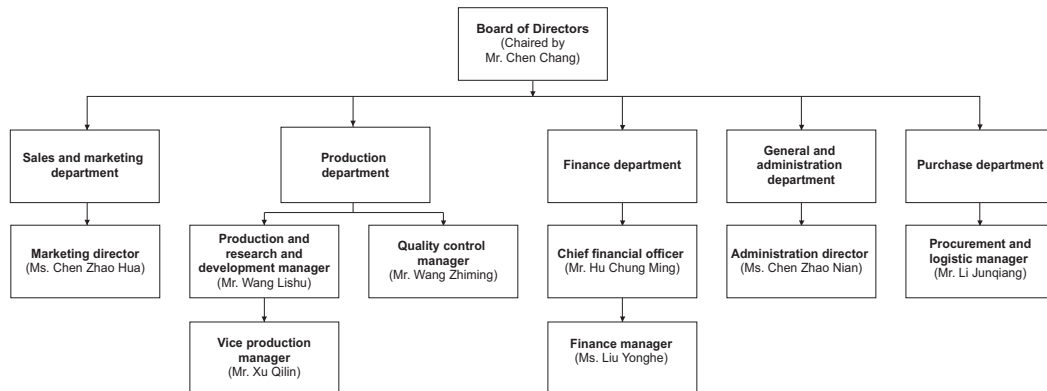 Board of Directors
(Chaired by
Mr. Chen Chang)
Sales and marketing
department
Production
department
Finance department
General and
administration
department
Purchase department
Marketing director
(Ms. Chen Zhao Hua)
Production and
research and
development manager
(Mr. Wang Lishu)
Quality control
manager
(Mr. Wang Zhiming)
Chief financial officer
(Mr. Hu Chung Ming)
Administration director
(Ms. Chen Zhao Nian)
Procurement and
logistic manager
(Mr. Li Junqiang)
Vice production
manager
(Mr. Xu Qilin)
Finance manager
(Ms. Liu Yonghe)